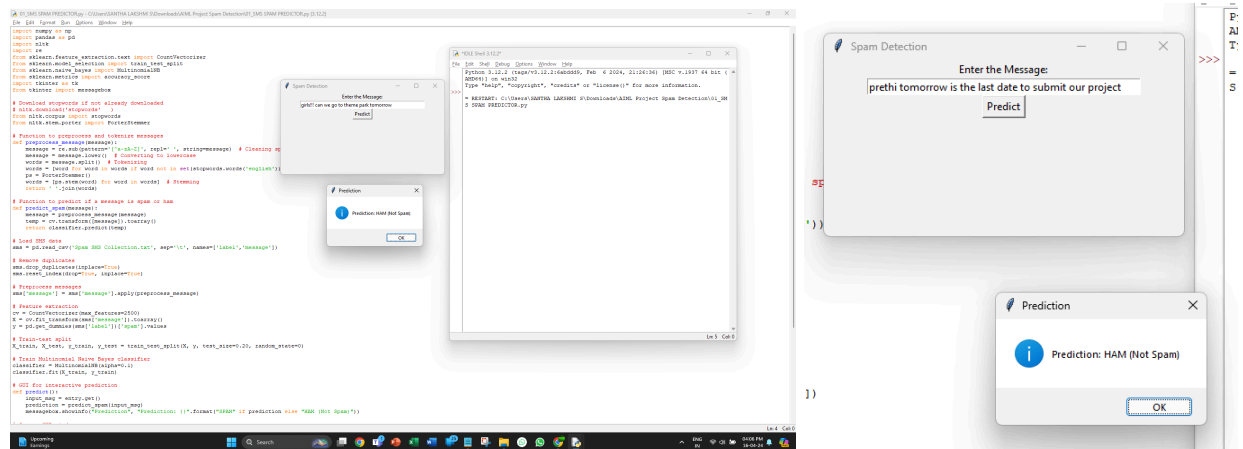 01_SMS SPAM PREDICTOR.py - C:\Users\SANTHA LAKSHMI S\Downloads\AIML Project Spam Detection\01_SMS SPAM PREDICTOR.py (3.12.2)
File Edit Format Run Options Window Help
import numpy as np
import pandas as pd
import nltk
import re
from sklearn.feature_extraction.text import CountVectorizer
from sklearn.model_selection import train_test_split
from sklearn.naive_bayes import MultinomialNB
from sklearn.metrics import accuracy_score
import tkinter as tk
from tkinter import messagebox
# Download stopwords if not already downloaded
# nltk.download('stopwords' )
from nltk.corpus import stopwords
from nltk.stem.porter import PorterStemmer
# Function to preprocess and tokenize messages
def preprocess_message(message):
message = re.sub(pattern='[^a-zA-Z]', repl=' ', string=message) # Cleaning sp
message = message.lower() # Converting to lowercase
words = message.split() # Tokenizing
words = [word for word in words if word not in set(stopwords.words('english'))
ps = PorterStemmer()
words = [ps.stem(word) for word in words] # Stemming
return ' '.join(words)
# Function to predict if a message is spam or ham
def predict_spam(message):
message = preprocess_message(message)
temp = cv.transform([message]).toarray()
return classifier.predict(temp)
# Load SMS data
sms = pd.read_csv('Spam SMS Collection.txt', sep='\t', names=['label','message'])
# Remove duplicates
sms.drop_duplicates(inplace=True)
sms.reset_index(drop=True, inplace=True)
# Preprocess messages
sms['message'] = sms['message'].apply(preprocess_message)
# Feature extraction
cv = CountVectorizer(max_features=2500)
X = cv.fit_transform(sms['message']).toarray()
y = pd.get_dummies(sms['label'])['spam'].values
# Train-test split
X_train, X_test, y_train, y_test = train_test_split(X, y, test_size=0.20, random_state=0)
# Train Multinomial Naive Bayes classifier
classifier = MultinomialNB(alpha=0.1)
classifier.fit(X_train, y_train)
# GUI for interactive prediction
def predict():
input_msg = entry.get()
prediction = predict_spam(input_msg)
messagebox.showinfo("Prediction", "Prediction: {}".format("SPAM" if prediction else "HAM (Not Spam)"))
Ln: 4 Col: 0
Spam Detection
Enter the Message:
girls!! can we go to theme park tomorrow
Predict
Prediction
Prediction: HAM (Not Spam)
OK
*IDLE Shell 3.12.2*
File Edit Shell Debug Options Window Help
Python 3.12.2 (tags/v3.12.2:6abddd9, Feb 6 2024, 21:26:36) [MSC v.1937 64 bit (
AMD64)] on win32
Type "help", "copyright", "credits" or "license()" for more information.
>>>
= RESTART: C:\Users\SANTHA LAKSHMI S\Downloads\AIML Project Spam Detection\01_SM
S SPAM PREDICTOR.py
Ln: 5 Col: 0
Upcoming
Earnings
Search
ENG
IN
04:08 PM
16-04-24
Spam Detection
Enter the Message:
prethi tomorrow is the last date to submit our project
Predict
Prediction
Prediction: HAM (Not Spam)
OK
sp
'))
])
>>>
=
S